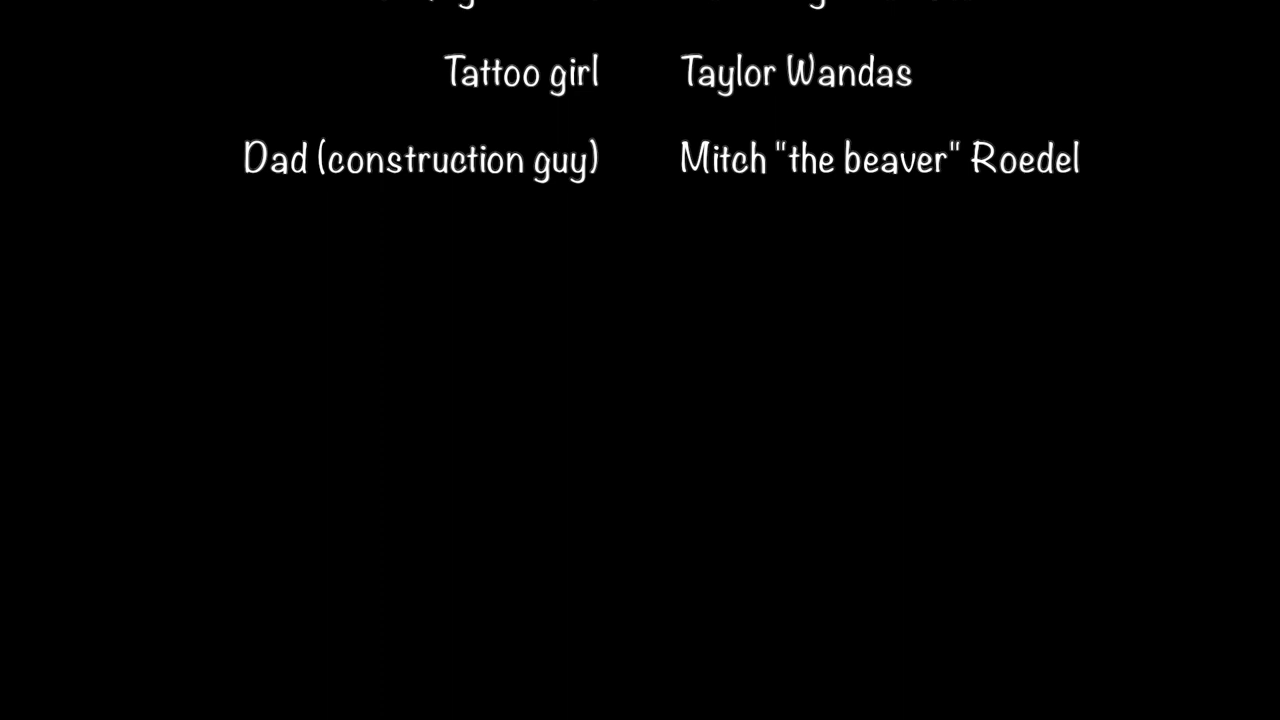 Tattoo girl Taylor Wandas
Dad (construction guy) Mitch "the beaver" Roedel